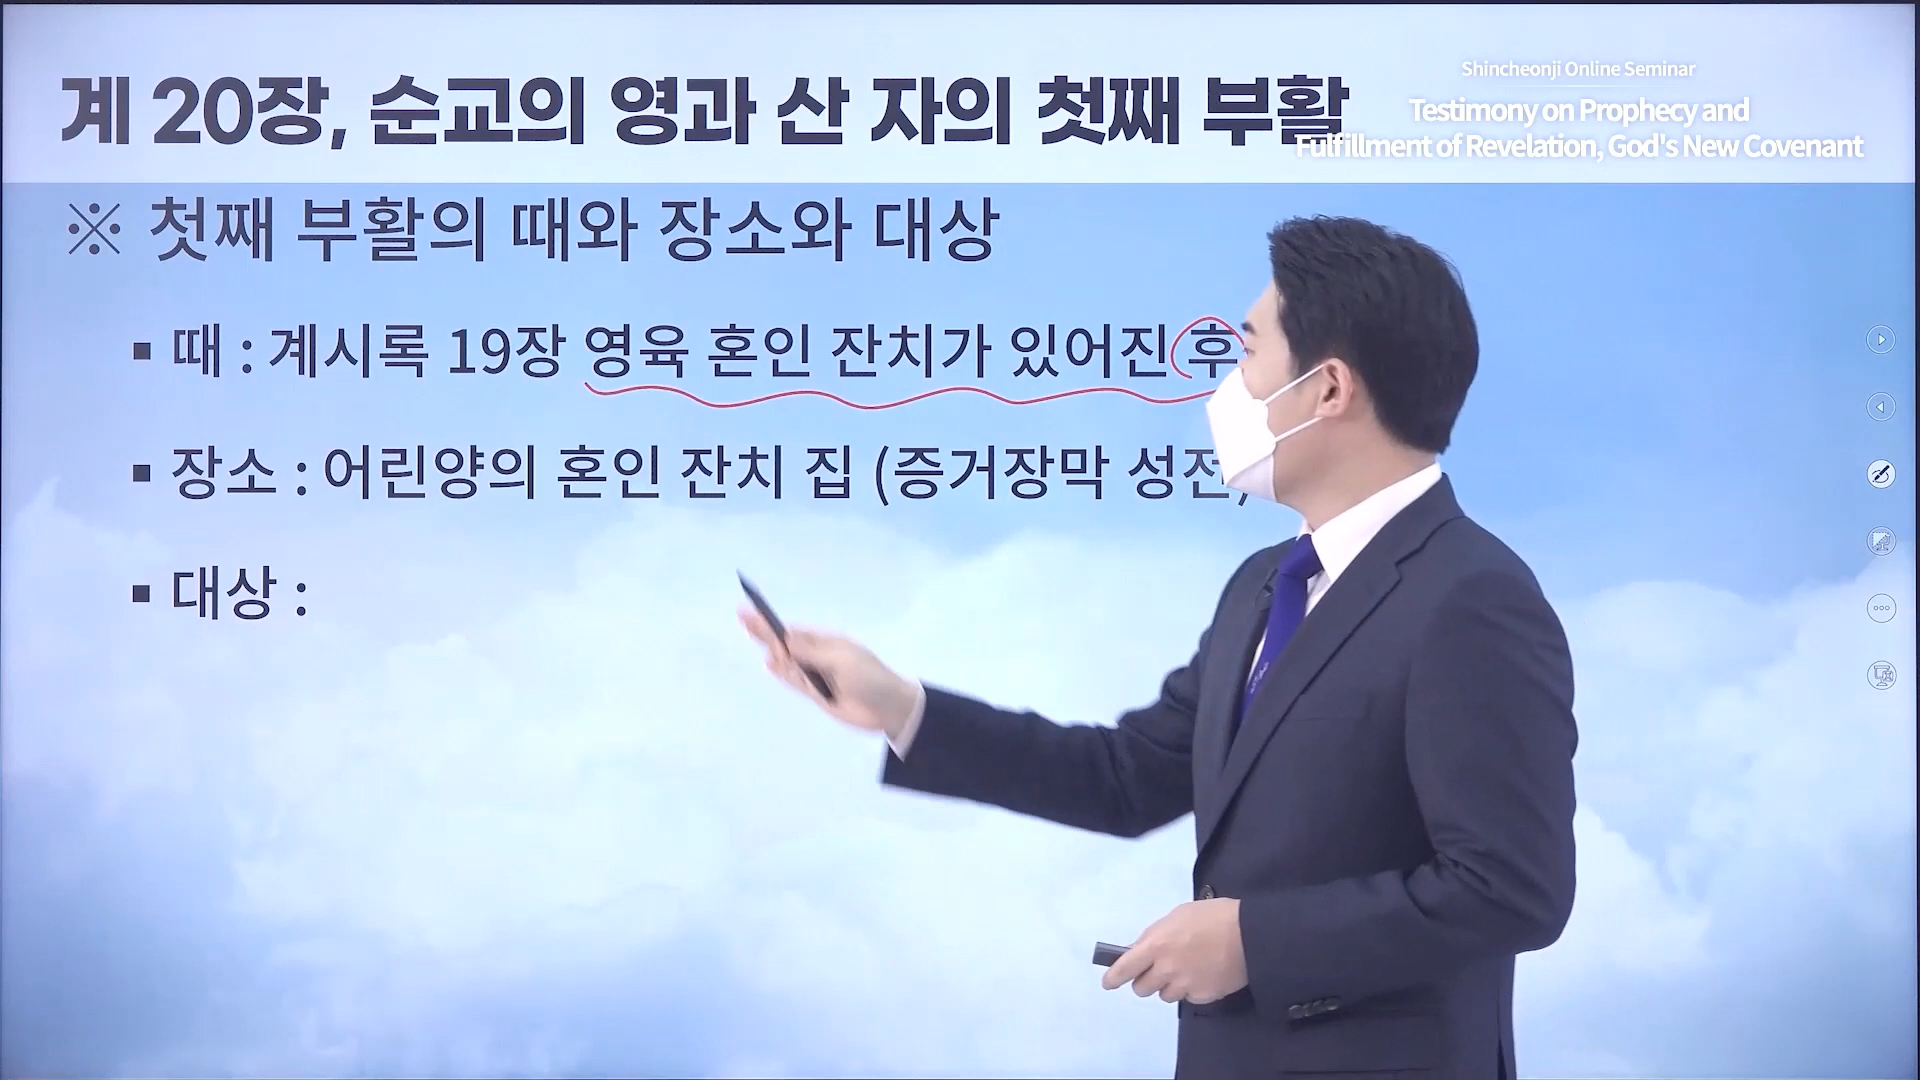 계 20장, 순교의 영과 산 자의 첫째 부활
Shincheonji Online Seminar
Testimony on Prophecy and
Fulfillment of Revelation, God's New Covenant
※ 첫째 부활의 때와 장소와 대상
▪ 때 : 계시록 19장 영육 혼인 잔치가 있어진 후
▪ 장소 : 어린양의 혼인 잔치 집 (증거장막 성전)
▪ 대상 :